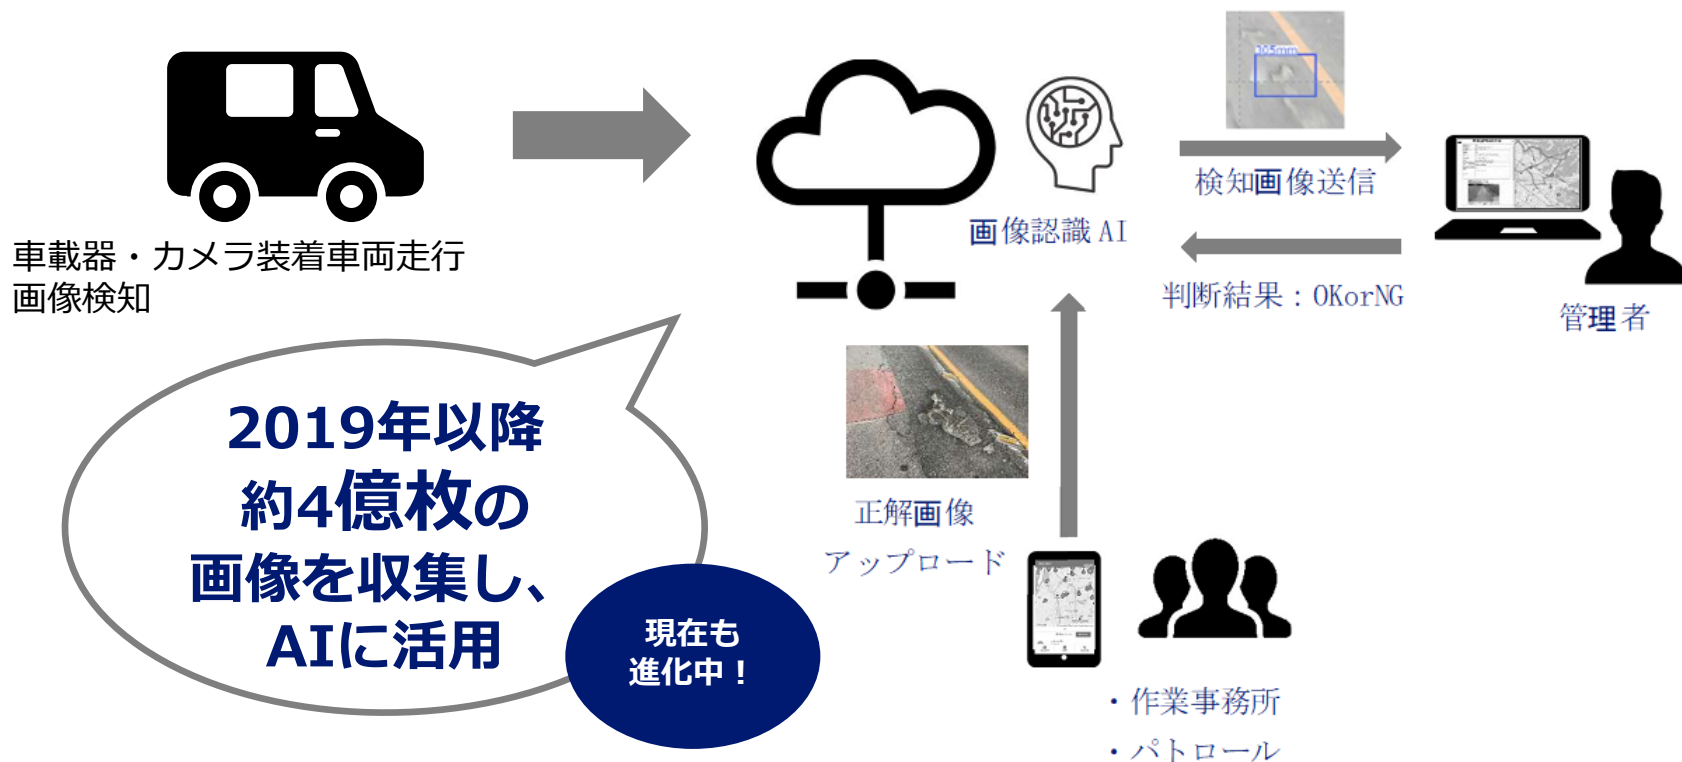 車載器・カメラ装着車両走行
画像検知
2019年以降
約4億枚の
画像を収集し、
AIに活用
現在も
進化中！
画像認識 AI
305mm
検知画像送信
判断結果：OKorNG
管理者
正解画像
アップロード
・作業事務所
・パトロール